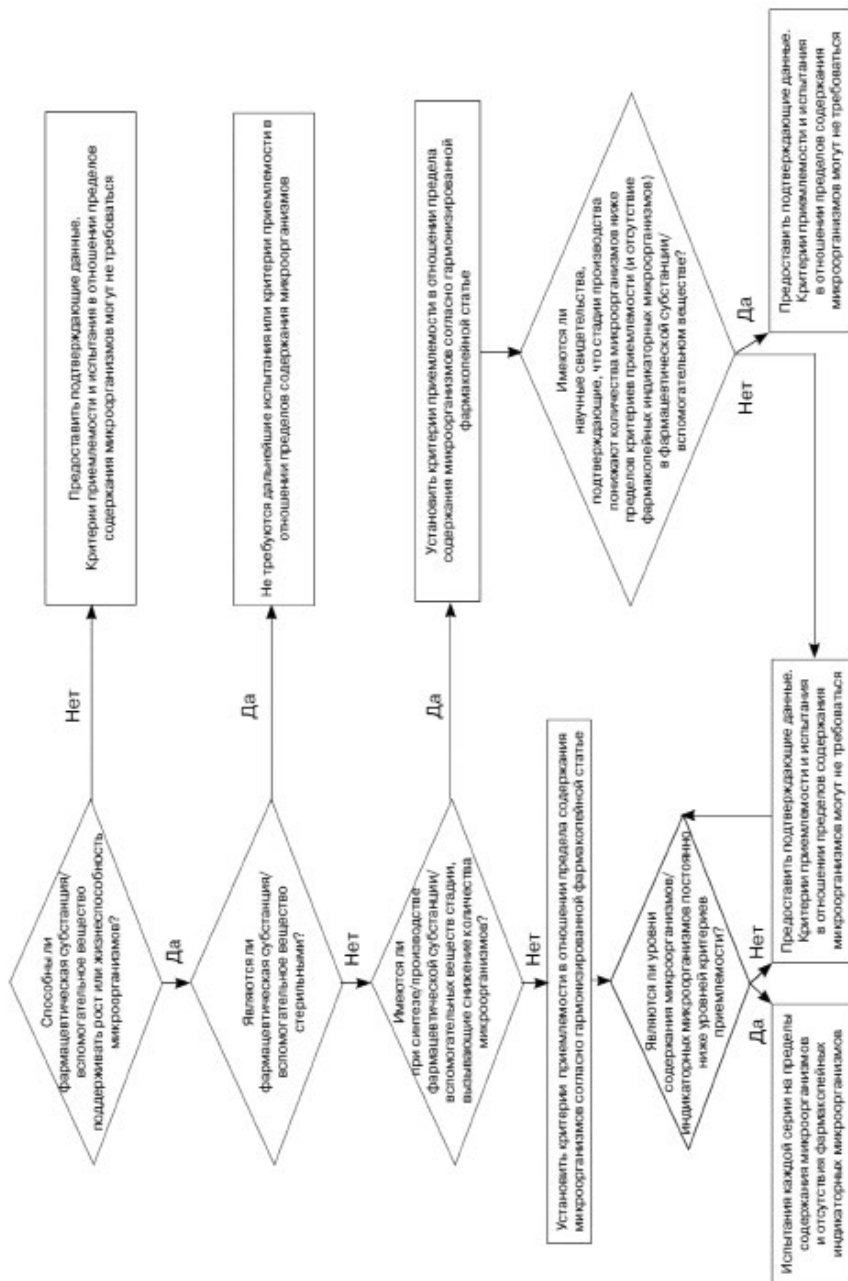 Способны ли
фармацевтическая субстанция/
вспомогательное вещество
поддерживать рост или жизнеспособность
микроорганизмов?
Нет
Предоставить подтверждающие данные.
Критерии приемлемости и испытания в отношении пределов
содержания микроорганизмов могут не требоваться
Да
Являются ли
фармацевтическая субстанция/
вспомогательное вещество
стерильными?
Да
Не требуются дальнейшие испытания или критерии приемлемости в
отношении пределов содержания микроорганизмов
Нет
Имеются ли
при синтезе/производстве
фармацевтической субстанции/
вспомогательных веществ стадии,
вызывающие снижение количества
микроорганизмов?
Да
Установить критерии приемлемости в отношении предела
содержания микроорганизмов согласно гармонизированной
фармакопейной статье
Нет
Установить критерии приемлемости в отношении предела содержания
микроорганизмов согласно гармонизированной фармакопейной статье
Имеются ли
научные свидетельства,
подтверждающие, что стадии производства
понижают количества микроорганизмов ниже
пределов критериев приемлемости (и отсутствие
фармакопейных индикаторных микроорганизмов)
в фармацевтической субстанции/
вспомогательном веществе?
Являются ли уровни
содержания микроорганизмов/
индикаторных микроорганизмов постоянно
ниже уровней критериев
приемлемости?
Да
Нет
Нет
Да
Испытания каждой серии на пределы
содержания микроорганизмов
и отсутствия фармакопейных
индикаторных микроорганизмов
Предоставить подтверждающие данные.
Критерии приемлемости и испытания
в отношении пределов содержания
микроорганизмов могут не требоваться
Предоставить подтверждающие данные.
Критерии приемлемости и испытания
в отношении пределов содержания
микроорганизмов могут не требоваться